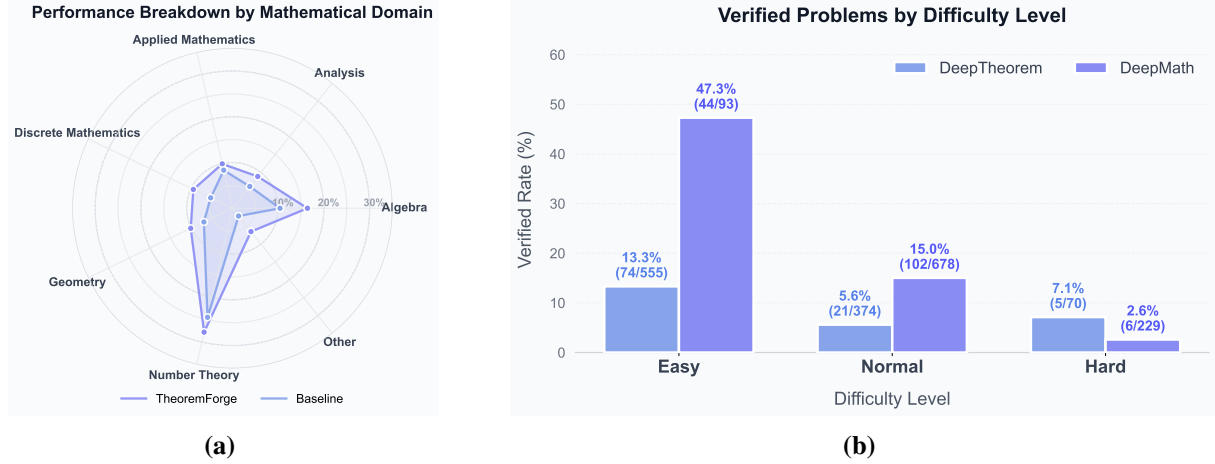 Performance Breakdown by Mathematical Domain
Applied Mathematics
Analysis
Discrete Mathematics
10%
20%
30%
Algebra
Geometry
Other
Number Theory
TheoremForge
Baseline
(a)
Verified Problems by Difficulty Level
DeepTheorem
DeepMath
Verified Rate (%)
60
50
40
30
20
10
0
13.3%
(74/555)
47.3%
(44/93)
5.6%
(21/374)
15.0%
(102/678)
7.1%
(5/70)
2.6%
(6/229)
Easy
Normal
Hard
Difficulty Level
(b)